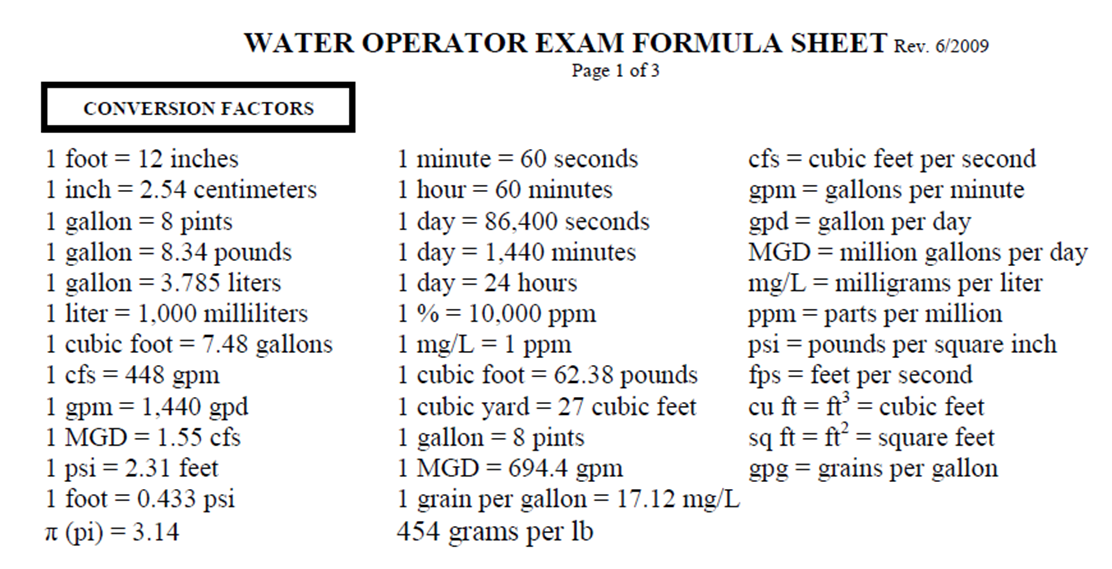 WATER OPERATOR EXAM FORMULA SHEET Rev. 6/2009
Page 1 of 3
CONVERSION FACTORS
1 foot = 12 inches
1 inch = 2.54 centimeters
1 gallon = 8 pints
1 gallon = 8.34 pounds
1 gallon = 3.785 liters
1 liter = 1,000 milliliters
1 cubic foot = 7.48 gallons
1 cfs = 448 gpm
1 gpm = 1,440 gpd
1 MGD = 1.55 cfs
1 psi = 2.31 feet
1 foot = 0.433 psi
π (pi) = 3.14
1 minute = 60 seconds
1 hour = 60 minutes
1 day = 86,400 seconds
1 day = 1,440 minutes
1 day = 24 hours
1 % = 10,000 ppm
1 mg/L = 1 ppm
1 cubic foot = 62.38 pounds
1 cubic yard = 27 cubic feet
1 gallon = 8 pints
1 MGD = 694.4 gpm
1 grain per gallon = 17.12 mg/L
454 grams per lb
cfs = cubic feet per second
gpm = gallons per minute
gpd = gallon per day
MGD = million gallons per day
mg/L = milligrams per liter
ppm = parts per million
psi = pounds per square inch
fps = feet per second
cu ft = ft³ = cubic feet
sq ft = ft² = square feet
gpg = grains per gallon